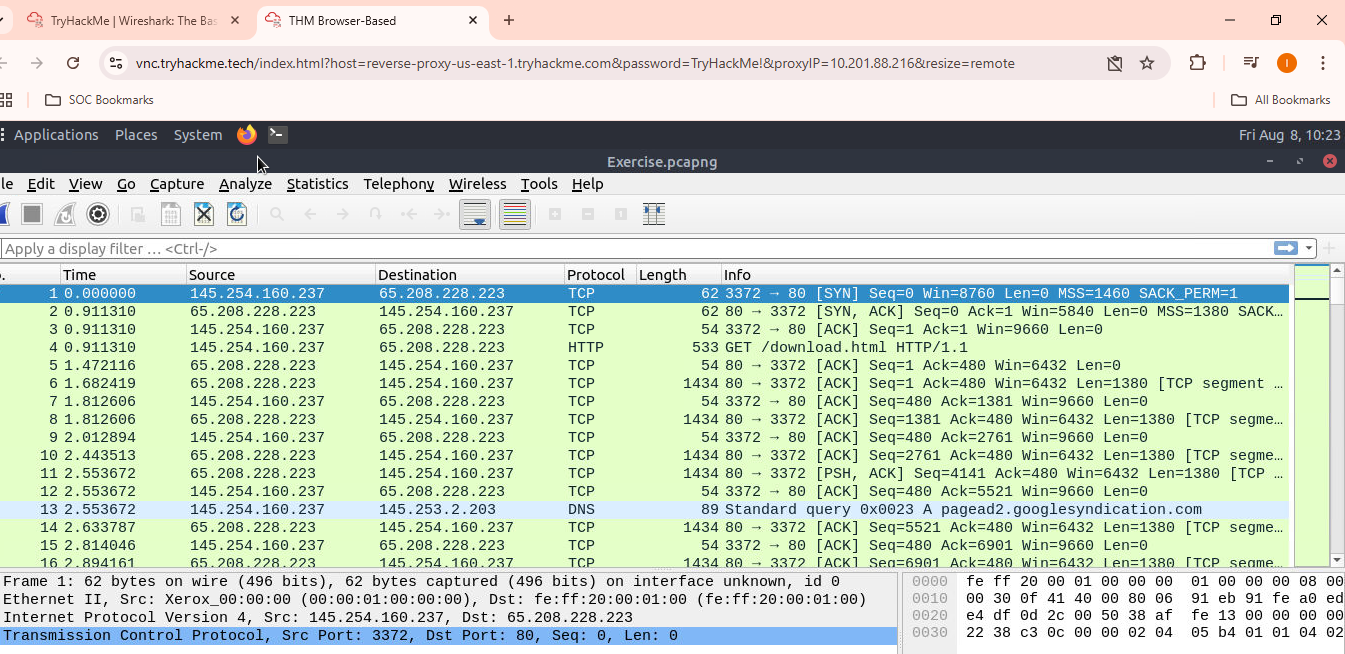 TryHackMe | Wireshark: The Bas
THM Browser-Based
vnc.tryhackme.tech/index.html?host=reverse-proxy-us-east-1.tryhackme.com&password=TryHackMe!&proxyIP=10.201.88.216&resize=remote
SOC Bookmarks
All Bookmarks
Applications Places System
Fri Aug 8, 10:23
Exercise.pcapng
le Edit View Go Capture Analyze Statistics Telephony Wireless Tools Help
Apply a display filter … <Ctrl-/>
o. Time Source Destination Protocol Length Info
1 0.000000 145.254.160.237 65.208.228.223 TCP 62 3372 → 80 [SYN] Seq=0 Win=8760 Len=0 MSS=1460 SACK_PERM=1
2 0.911310 65.208.228.223 145.254.160.237 TCP 62 80 → 3372 [SYN, ACK] Seq=0 Ack=1 Win=5840 Len=0 MSS=1380 SACK…
3 0.911310 145.254.160.237 65.208.228.223 TCP 54 3372 → 80 [ACK] Seq=1 Ack=1 Win=9660 Len=0
4 0.911310 145.254.160.237 65.208.228.223 HTTP 533 GET /download.html HTTP/1.1
5 1.472116 65.208.228.223 145.254.160.237 TCP 54 80 → 3372 [ACK] Seq=1 Ack=480 Win=6432 Len=0
6 1.682419 65.208.228.223 145.254.160.237 TCP 1434 80 → 3372 [ACK] Seq=1 Ack=480 Win=6432 Len=1380 [TCP segment …
7 1.812606 145.254.160.237 65.208.228.223 TCP 54 3372 → 80 [ACK] Seq=480 Ack=1381 Win=9660 Len=0
8 1.812606 65.208.228.223 145.254.160.237 TCP 1434 80 → 3372 [ACK] Seq=1381 Ack=480 Win=6432 Len=1380 [TCP segme…
9 2.012894 145.254.160.237 65.208.228.223 TCP 54 3372 → 80 [ACK] Seq=480 Ack=2761 Win=9660 Len=0
10 2.443513 65.208.228.223 145.254.160.237 TCP 1434 80 → 3372 [ACK] Seq=2761 Ack=480 Win=6432 Len=1380 [TCP segme…
11 2.553672 65.208.228.223 145.254.160.237 TCP 1434 80 → 3372 [PSH, ACK] Seq=4141 Ack=480 Win=6432 Len=1380 [TCP …
12 2.553672 145.254.160.237 65.208.228.223 TCP 54 3372 → 80 [ACK] Seq=480 Ack=5521 Win=9660 Len=0
13 2.553672 145.254.160.237 145.253.2.203 DNS 89 Standard query 0x0023 A pagead2.googlesyndication.com
14 2.633787 65.208.228.223 145.254.160.237 TCP 1434 80 → 3372 [ACK] Seq=5521 Ack=480 Win=6432 Len=1380 [TCP segme…
15 2.814046 145.254.160.237 65.208.228.223 TCP 54 3372 → 80 [ACK] Seq=480 Ack=6901 Win=9660 Len=0
16 2.894161 65.208.228.223 145.254.160.237 TCP 1434 80 → 3372 [ACK] Seq=6901 Ack=480 Win=6432 Len=1380 [TCP segme…
Frame 1: 62 bytes on wire (496 bits), 62 bytes captured (496 bits) on interface unknown, id 0
Ethernet II, Src: Xerox_00:00:00 (00:00:01:00:00:00), Dst: fe:ff:20:00:01:00 (fe:ff:20:00:01:00)
Internet Protocol Version 4, Src: 145.254.160.237, Dst: 65.208.228.223
Transmission Control Protocol, Src Port: 3372, Dst Port: 80, Seq: 0, Len: 0
0000 fe ff 20 00 01 00 00 00 01 00 00 00 08 00
0010 00 30 0f 41 40 00 80 06 91 eb 91 fe a0 ed
0020 e4 df 0d 2c 00 50 38 af fe 13 00 00 00 00
0030 22 38 c3 0c 00 00 02 04 05 b4 01 01 04 02